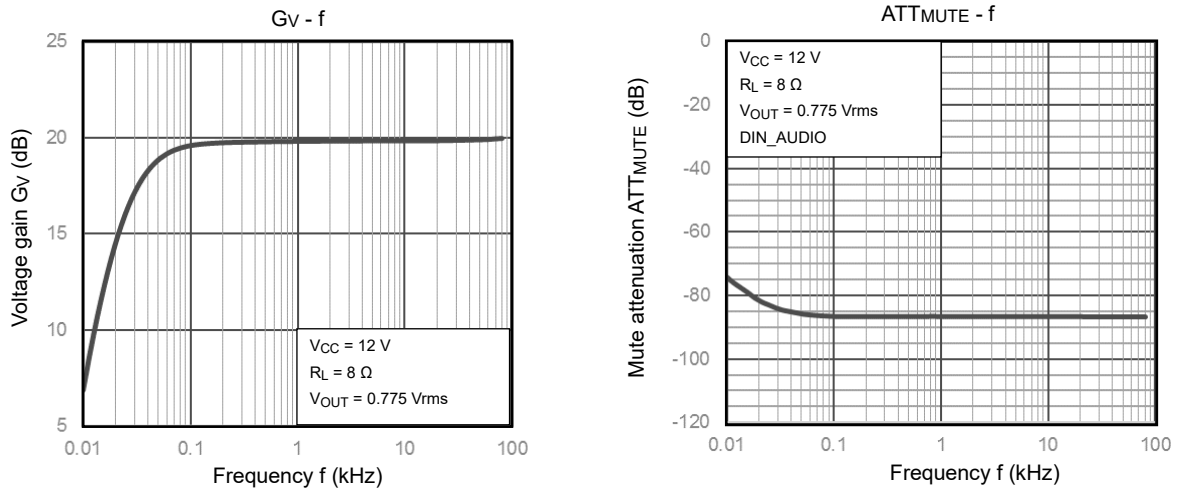 GV - f
25
20
15
10
5
Voltage gain GV (dB)
VCC = 12 V
RL = 8 Ω
VOUT = 0.775 Vrms
0.01
0.1
1
10
100
Frequency f (kHz)
ATTMUTE - f
0
-20
-40
-60
-80
-100
-120
Mute attenuation ATTMUTE (dB)
VCC = 12 V
RL = 8 Ω
VOUT = 0.775 Vrms
DIN_AUDIO
0.01
0.1
1
10
100
Frequency f (kHz)